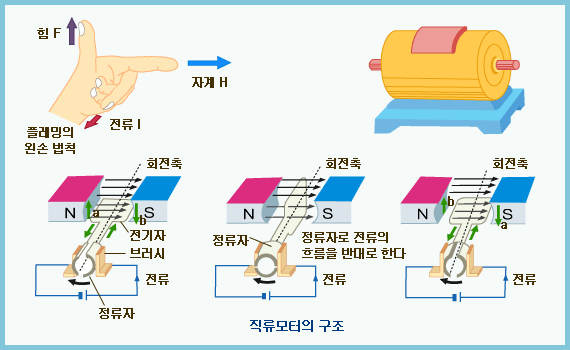 힘 F
자계 H
전류 I
플레밍의
왼손 법칙
회전축
N
S
a
b
전기자
브러시
전류
정류자
회전축
N
S
정류자
정류자로 전류의
흐름을 반대로 한다
전류
회전축
N
S
b
a
전류
직류모터의 구조